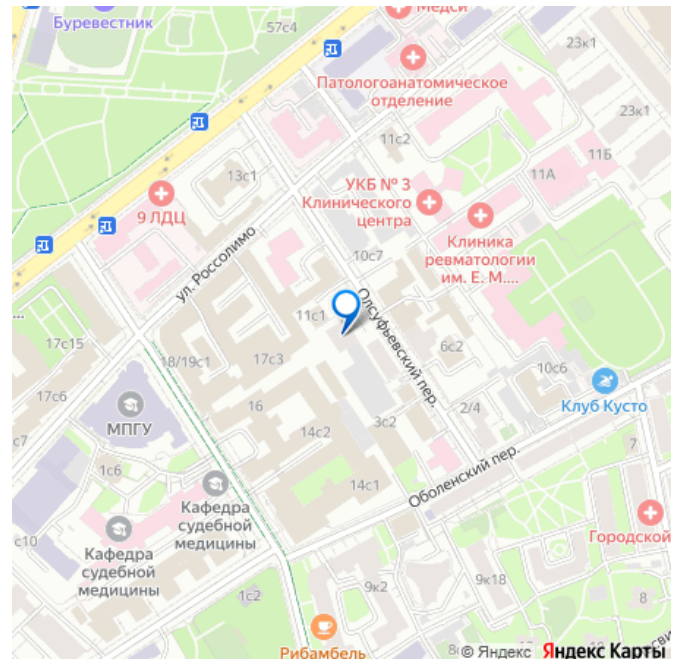 Буревестник
57с4
Медси
23к1
Патологоанатомическое
отделение
23к1
11с2
11Б
11А
13с1
УКБ № 3
Клинического
центра
9 ЛДЦ
Клиника
ревматологии
им. Е. М....
ул. Россолимо
10с7
Олсуфьевский пер.
11с1
17с15
18/19с1
17с3
6с2
10с6
17с6
16
Клуб Кусто
МПГУ
3с2
2/4
с7
14с2
7
1с6
Оболенский пер.
14с1
Кафедра
судебной
медицины
Городской
с10
Кафедра
судебной
медицины
9к2
9к18
1с2
8
Рибамбель
© Яндекс Яндекс Карты